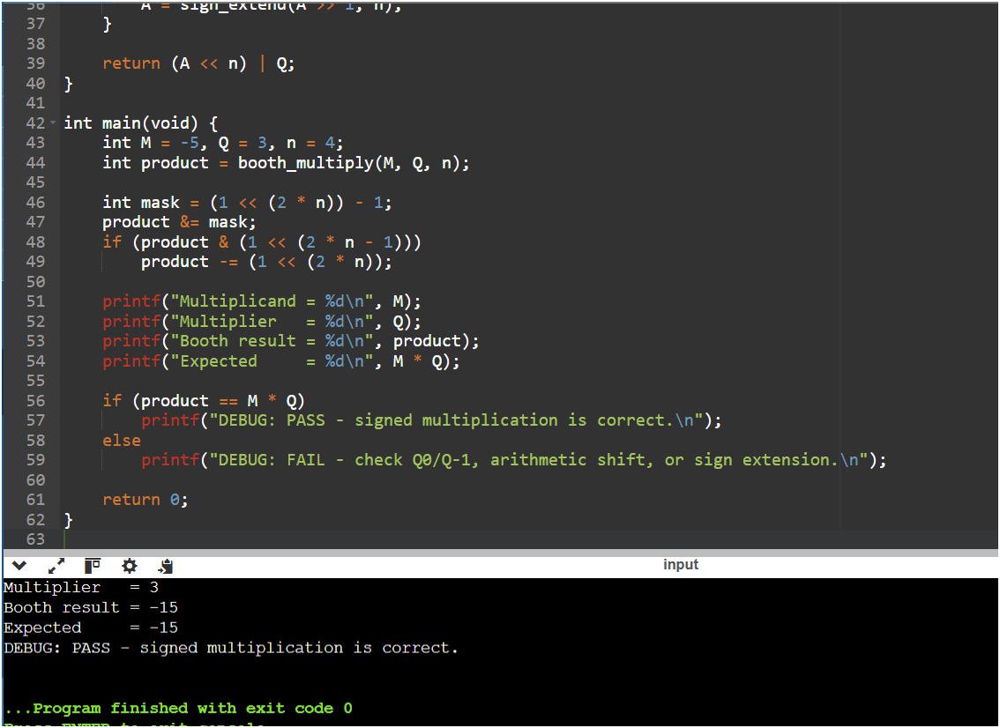 36 A = sign_extend(A >> 1, n);
37 }
38
39 return (A << n) | Q;
40 }
41
42 int main(void) {
43 int M = -5, Q = 3, n = 4;
44 int product = booth_multiply(M, Q, n);
45
46 int mask = (1 << (2 * n)) - 1;
47 product &= mask;
48 if (product & (1 << (2 * n - 1)))
49 product -= (1 << (2 * n));
50
51 printf("Multiplicand = %d\n", M);
52 printf("Multiplier   = %d\n", Q);
53 printf("Booth result = %d\n", product);
54 printf("Expected     = %d\n", M * Q);
55
56 if (product == M * Q)
57 printf("DEBUG: PASS - signed multiplication is correct.\n");
58 else
59 printf("DEBUG: FAIL - check Q0/Q-1, arithmetic shift, or sign extension.\n");
60
61 return 0;
62 }
63
input
Multiplier   = 3
Booth result = -15
Expected     = -15
DEBUG: PASS - signed multiplication is correct.
...Program finished with exit code 0
Press ENTER to exit console.